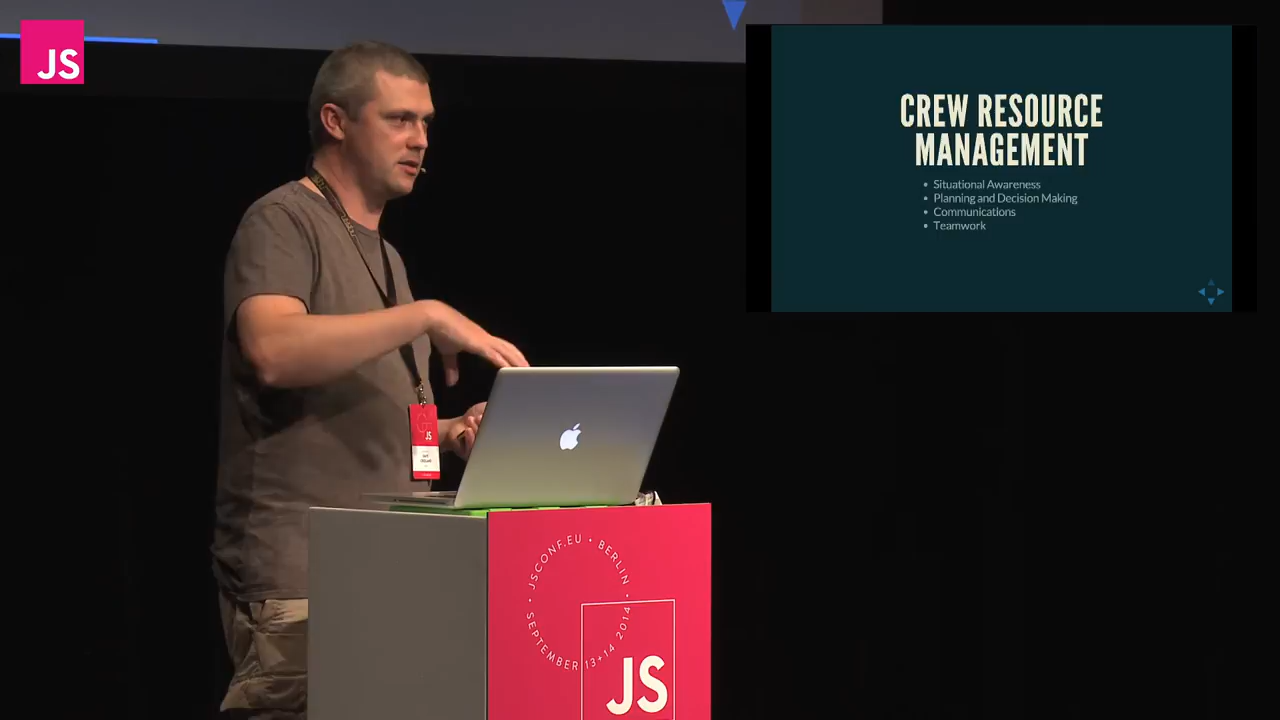 JS
CREW RESOURCE
MANAGEMENT
• Situational Awareness
• Planning and Decision Making
• Communications
• Teamwork
JS
JSCONF.EU • BERLIN • SEPTEMBER 13+14 2014 •
JS